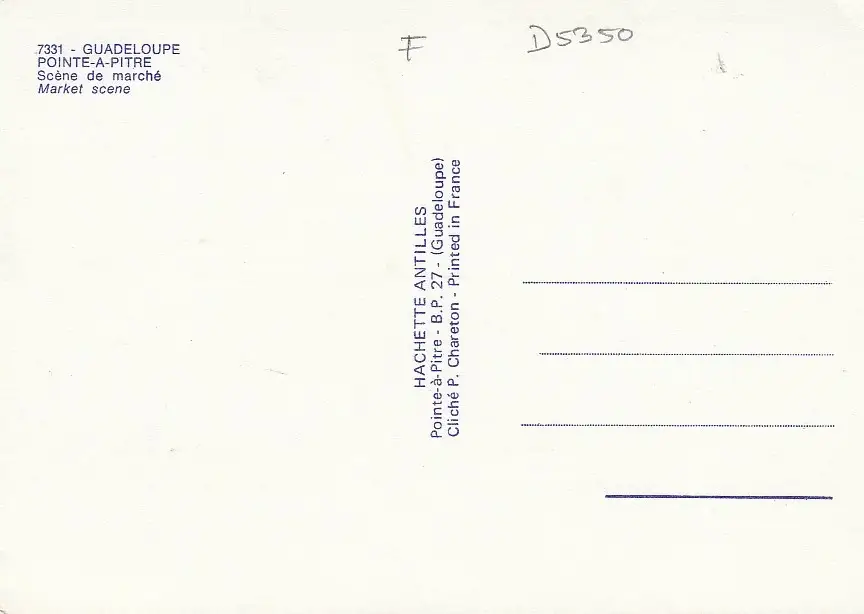 7331 - GUADELOUPE
POINTE-A-PITRE
Scène de marché
Market scene
F
D5350
HACHETTE ANTILLES
Pointe-à-Pitre - B.P. 27 - (Guadeloupe)
Cliché P. Chareton - Printed in France